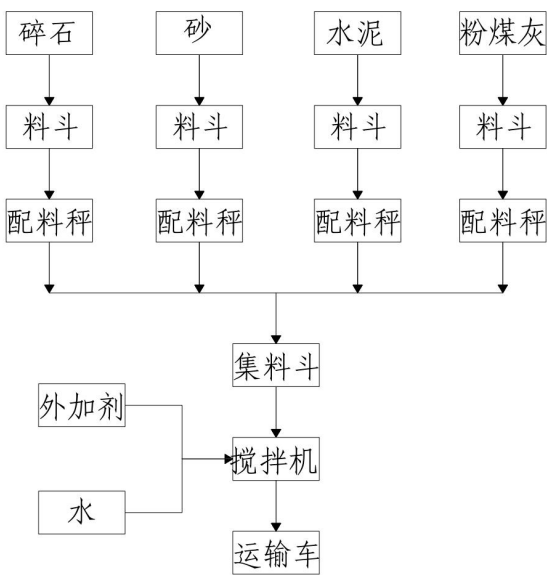 碎石 砂 水泥 粉煤灰
料斗 料斗 料斗 料斗
配料秤 配料秤 配料秤 配料秤
集料斗
外加剂
搅拌机
水
运输车